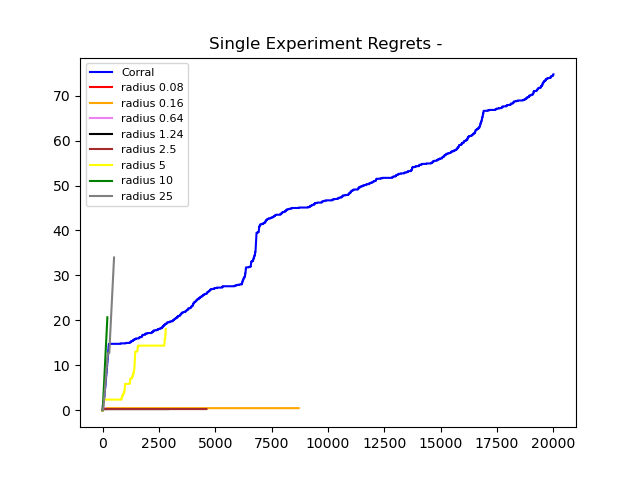 Single Experiment Regrets -
Corral
radius 0.08
radius 0.16
radius 0.64
radius 1.24
radius 2.5
radius 5
radius 10
radius 25
70
60
50
40
30
20
10
0
0 2500 5000 7500 10000 12500 15000 17500 20000